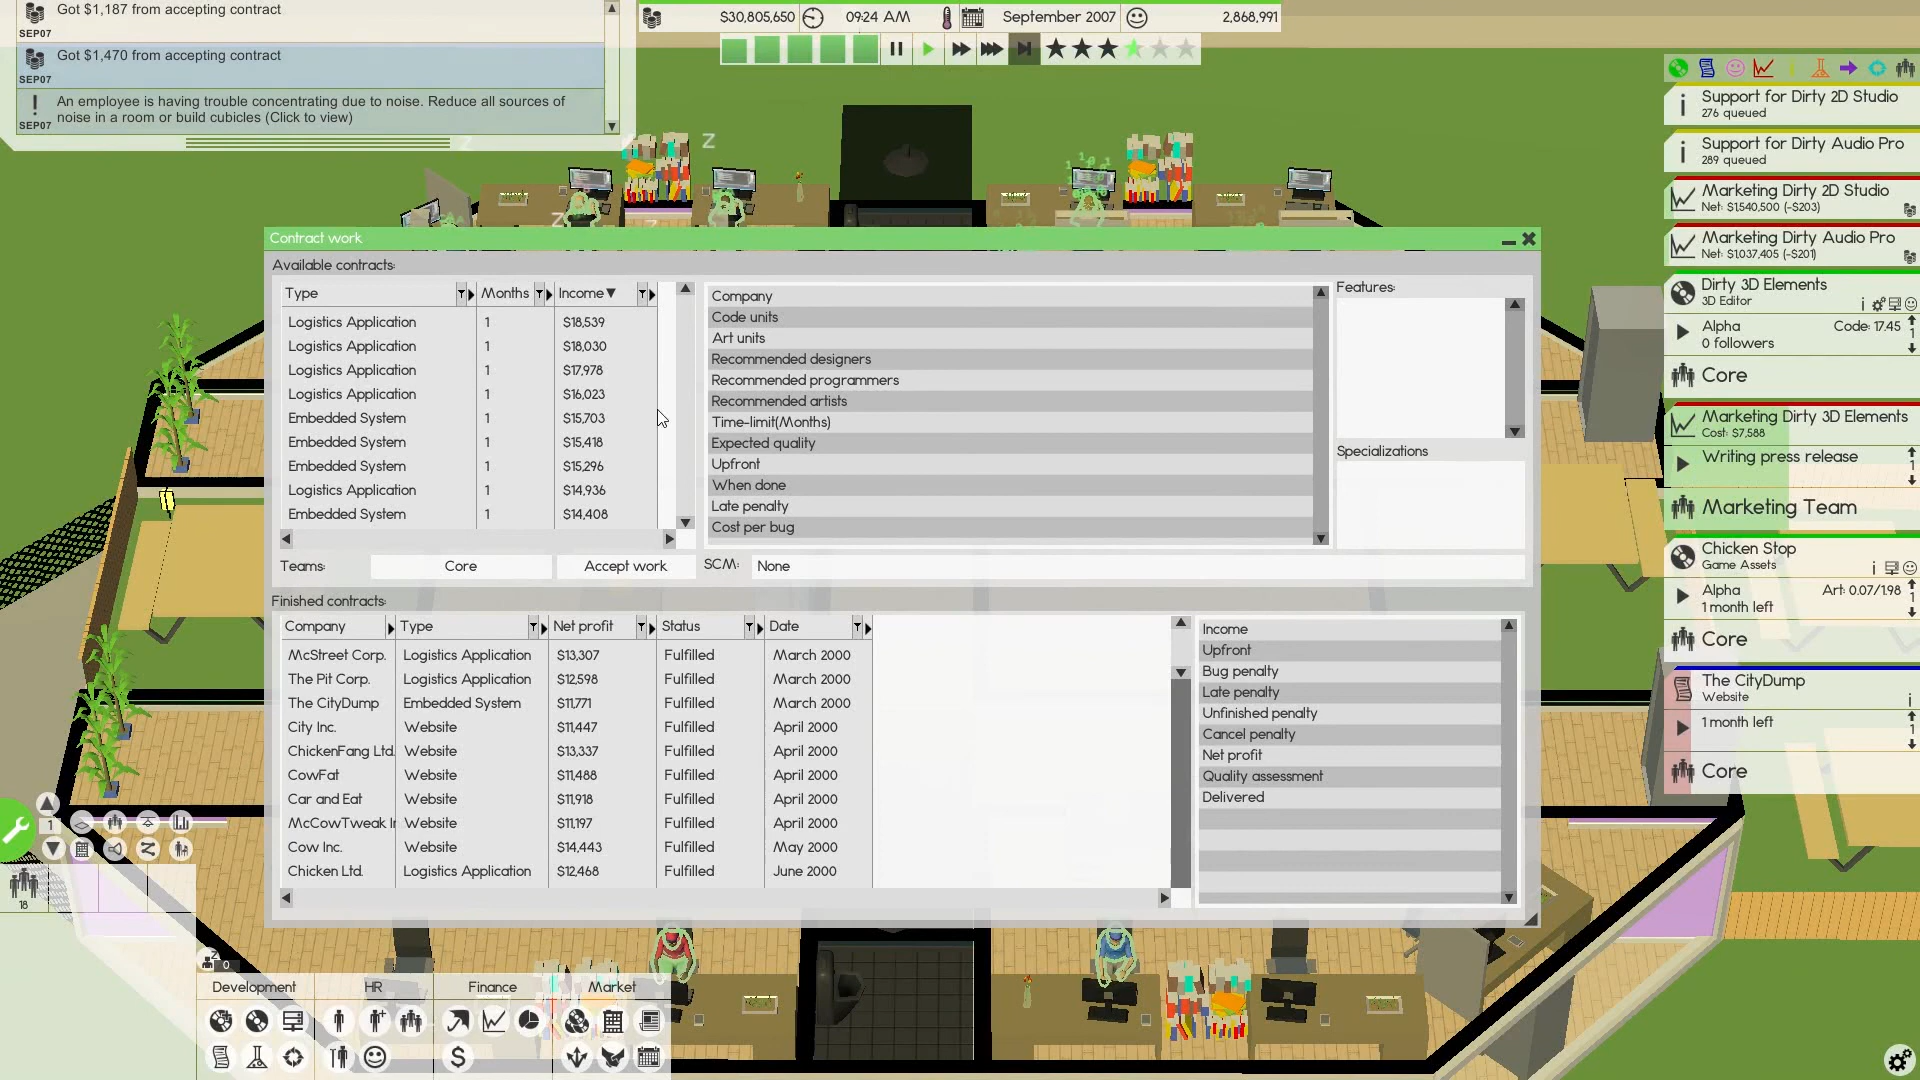 Got $1,187 from accepting contract
SEP07
Got $1,470 from accepting contract
SEP07
An employee is having trouble concentrating due to noise. Reduce all sources of
noise in a room or build cubicles (Click to view)
SEP07
$30,805,650
09:24 AM
September 2007
2,868,991
Support for Dirty 2D Studio
276 queued
Support for Dirty Audio Pro
289 queued
Marketing Dirty 2D Studio
Net: $1,540,500 (-$203)
Marketing Dirty Audio Pro
Net: $1,037,405 (-$201)
Dirty 3D Elements
3D Editor
Alpha
Code: 17.45
1
0 followers
Core
Marketing Dirty 3D Elements
Cost: $7,588
Writing press release
1
Marketing Team
Chicken Stop
Game Assets
Alpha
Art: 0.07/1.98
1
1 month left
Core
The CityDump
Website
1 month left
1
Core
Contract work
Available contracts:
Type Months Income▼
Logistics Application 1 $18,539
Logistics Application 1 $18,030
Logistics Application 1 $17,978
Logistics Application 1 $16,023
Embedded System 1 $15,703
Embedded System 1 $15,418
Embedded System 1 $15,296
Logistics Application 1 $14,936
Embedded System 1 $14,408
Company
Code units
Art units
Recommended designers
Recommended programmers
Recommended artists
Time-limit(Months)
Expected quality
Upfront
When done
Late penalty
Cost per bug
Features:
Specializations
Teams: Core Accept work SCM: None
Finished contracts:
Company Type Net profit Status Date
McStreet Corp. Logistics Application $13,307 Fulfilled March 2000
The Pit Corp. Logistics Application $12,598 Fulfilled March 2000
The CityDump Embedded System $11,771 Fulfilled March 2000
City Inc. Website $11,447 Fulfilled April 2000
ChickenFang Ltd. Website $13,337 Fulfilled April 2000
CowFat Website $11,488 Fulfilled April 2000
Car and Eat Website $11,918 Fulfilled April 2000
McCowTweak Website $11,197 Fulfilled April 2000
Cow Inc. Website $14,443 Fulfilled May 2000
Chicken Ltd. Logistics Application $12,468 Fulfilled June 2000
Income
Upfront
Bug penalty
Late penalty
Unfinished penalty
Cancel penalty
Net profit
Quality assessment
Delivered
1
18
0
Development HR Finance Market